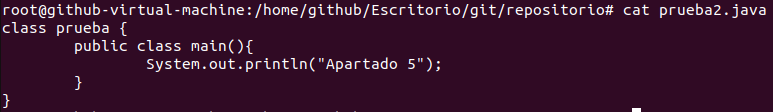 root@github-virtual-machine:/home/github/Escritorio/git/repositorio# cat prueba2.java
class prueba {
        public class main(){
                System.out.println("Apartado 5");
        }
}